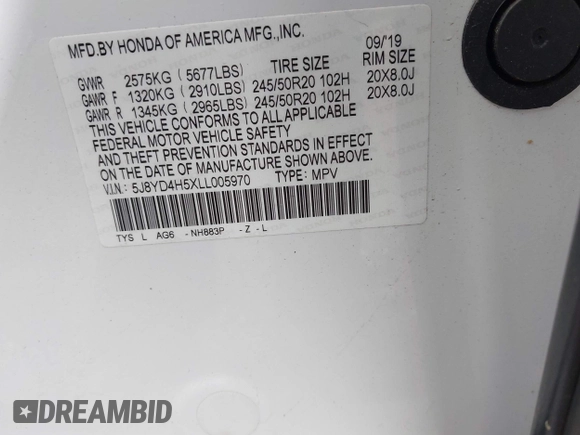 MFD.BY HONDA OF AMERICA MFG.,INC. 09/19
GVWR 2575KG ( 5677LBS) TIRE SIZE RIM SIZE
GAWR F 1320KG ( 2910LBS) 245/50R20 102H 20X8.0J
GAWR R 1345KG ( 2965LBS) 245/50R20 102H 20X8.0J
THIS VEHICLE CONFORMS TO ALL APPLICABLE
FEDERAL MOTOR VEHICLE SAFETY
AND THEFT PREVENTION STANDARDS IN EFFECT
ON THE DATE OF MANUFACTURE SHOWN ABOVE.
V.I.N.: 5J8YD4H5XLL005970 TYPE: MPV
TYS L AG6 -NH883P -Z -L
DREAMBID